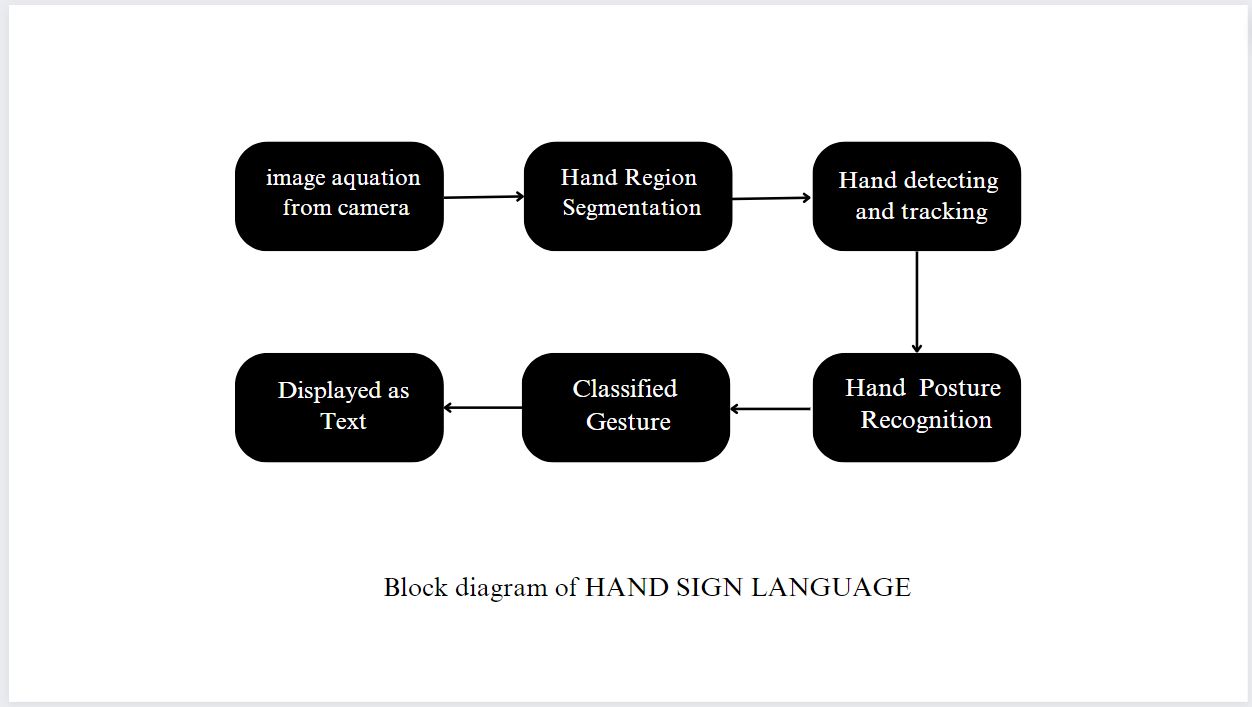 image aquation
from camera
Hand Region
Segmentation
Hand detecting
and tracking
Hand Posture
Recognition
Classified
Gesture
Displayed as
Text
Block diagram of HAND SIGN LANGUAGE